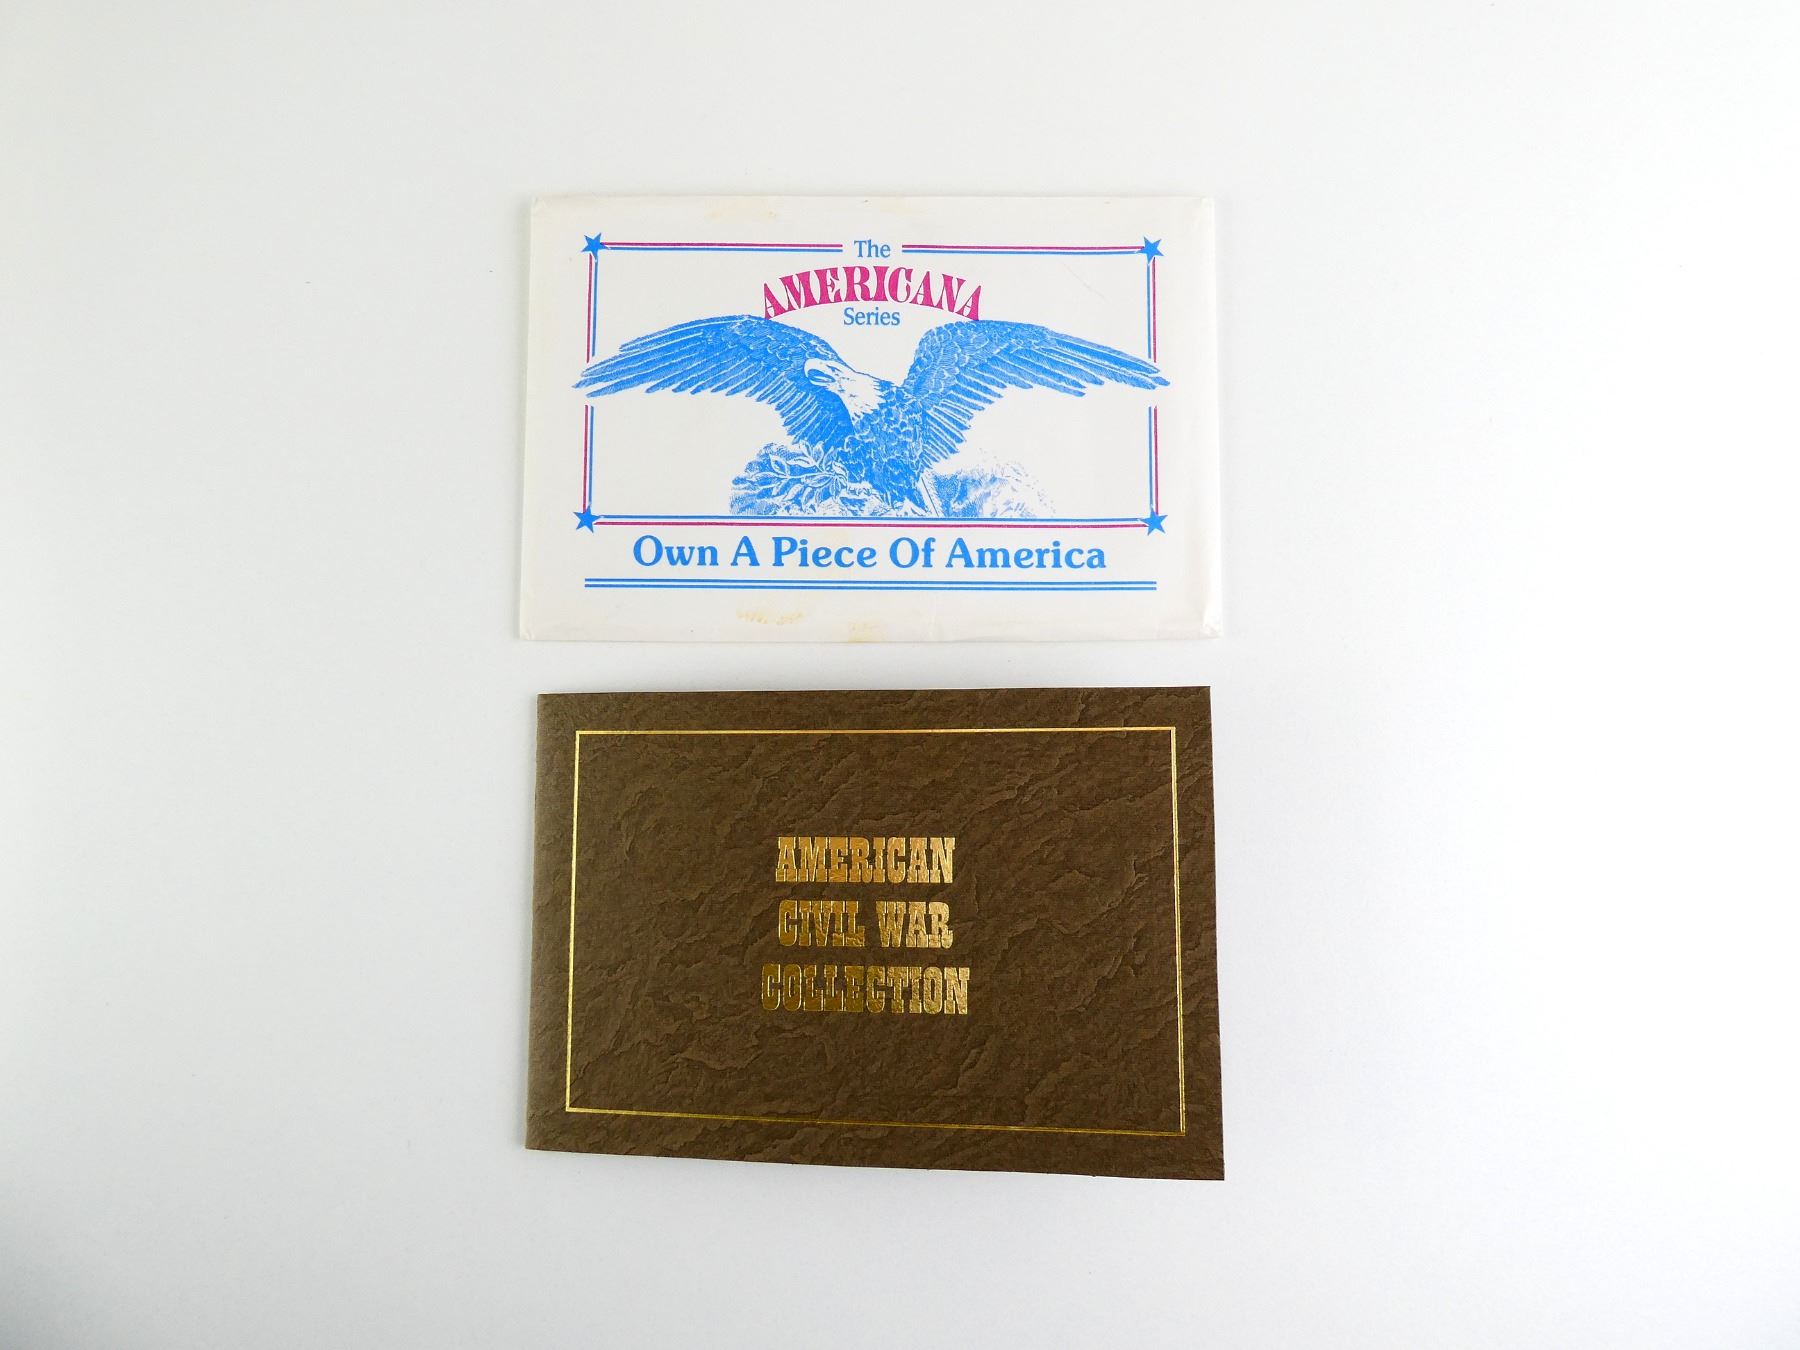 The
AMERICANA
Series
Own A Piece Of America
AMERICAN
CIVIL WAR
COLLECTION